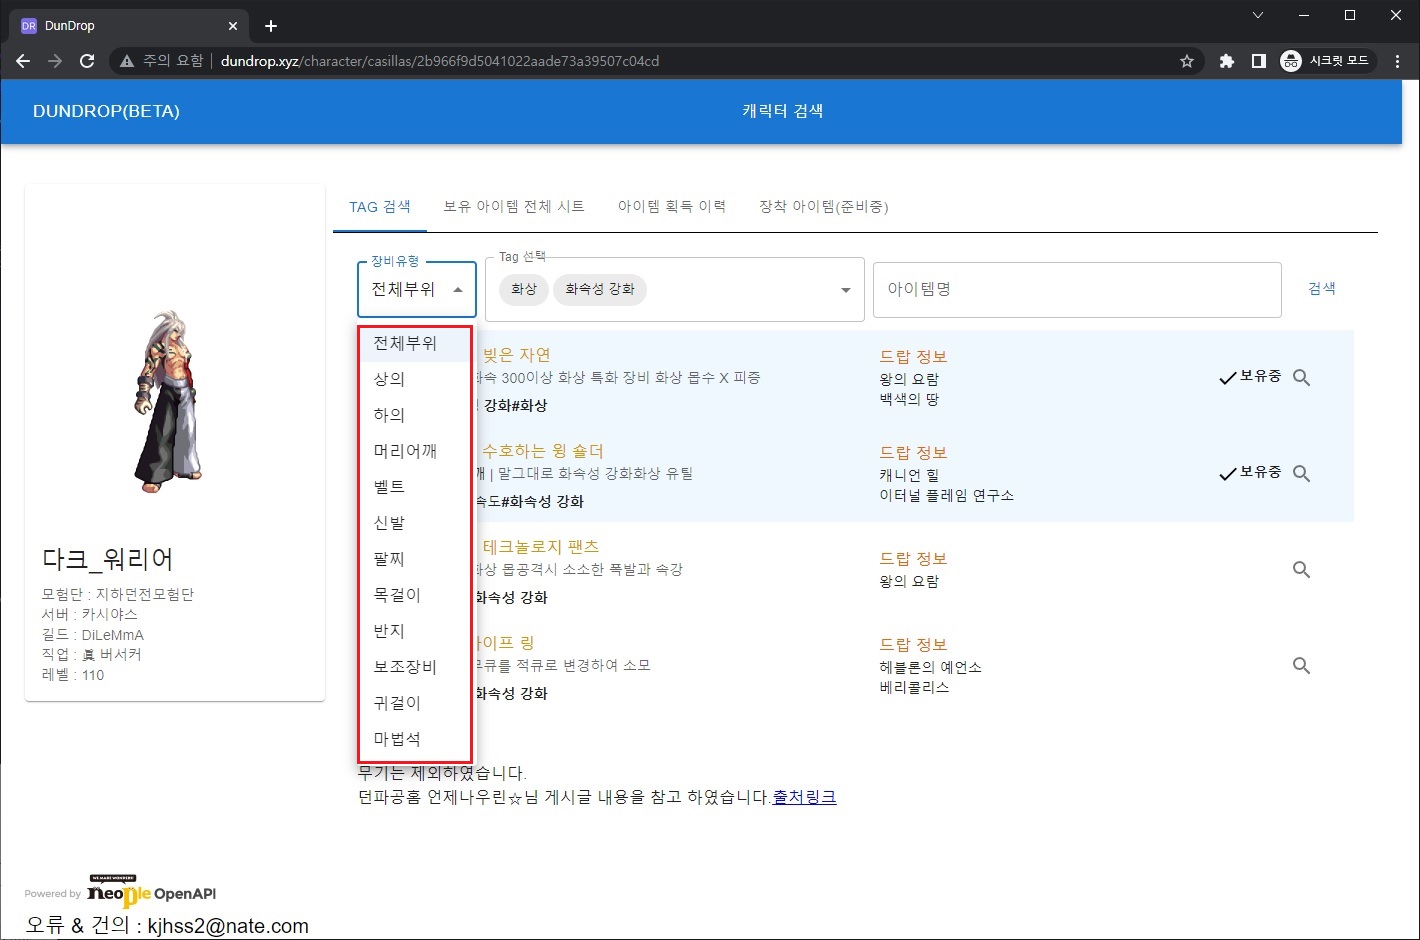 DR DunDrop
주의 요함 | dundrop.xyz/character/casillas/2b966f9d5041022aade73a39507c04cd
시크릿 모드
DUNDROP(BETA)
캐릭터 검색
TAG 검색
보유 아이템 전체 시트
아이템 획득 이력
장착 아이템(준비중)
장비유형
전체부위
Tag 선택
화상
화속성 강화
아이템명
검색
전체부위
상의
하의
머리어깨
벨트
신발
팔찌
목걸이
반지
보조장비
귀걸이
마법석
빚은 자연
화속 300이상 화상 특화 장비 화상 몹수 X 피증
강화#화상
드랍 정보
왕의 요람
백색의 땅
보유중
수호하는 윙 숄더
깨 | 말그대로 화속성 강화화상 유틸
속도#화속성 강화
드랍 정보
캐니언 힐
이터널 플레임 연구소
보유중
테크놀로지 팬츠
화상 몹공격시 소소한 폭발과 속강
화속성 강화
드랍 정보
왕의 요람
이프 링
무큐를 적큐로 변경하여 소모
화속성 강화
드랍 정보
헤블론의 예언소
베리콜리스
다크_워리어
모험단 : 지하던전모험단
서버 : 카시야스
길드 : DiLeMmA
직업 : 眞 버서커
레벨 : 110
무기는 제외하였습니다.
던파공홈 언제나우린☆님 게시글 내용을 참고 하였습니다.출처링크
WE MAKE WONDERS!
Powered by neople OpenAPI
오류 & 건의 : kjhss2@nate.com